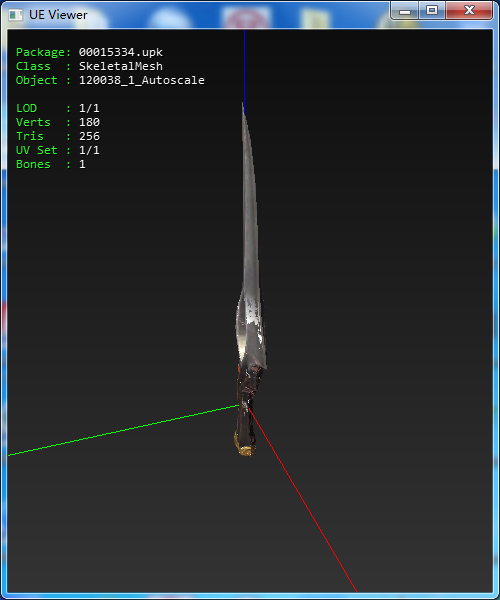 UE Viewer
Package: 00015334.upk
Class  : SkeletalMesh
Object : 120038_1_Autoscale
LOD    : 1/1
Verts  : 180
Tris   : 256
UV Set : 1/1
Bones  : 1